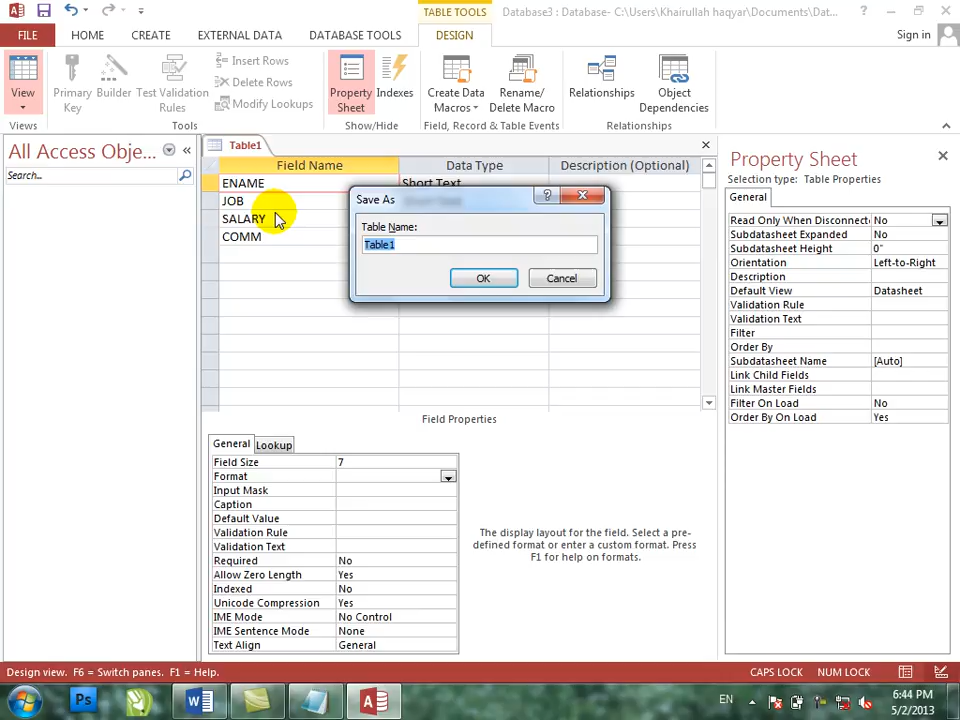 TABLE TOOLS
Database3 : Database- C:\Users\Khairullah haqyar\Documents\Dat...
FILE HOME CREATE EXTERNAL DATA DATABASE TOOLS DESIGN Sign in
View
Primary Key
Builder
Test Validation Rules
Insert Rows
Delete Rows
Modify Lookups
Property Sheet
Indexes
Create Data Macros
Rename/ Delete Macro
Relationships
Object Dependencies
Views Tools Show/Hide Field, Record & Table Events Relationships
All Access Obje...
Search...
Table1
Field Name Data Type Description (Optional)
ENAME Short Text
JOB
SALARY
COMM
Save As
Table Name:
Table1
OK Cancel
Field Properties
General Lookup
Field Size 7
Format
Input Mask
Caption
Default Value
Validation Rule
Validation Text
Required No
Allow Zero Length Yes
Indexed No
Unicode Compression Yes
IME Mode No Control
IME Sentence Mode None
Text Align General
The display layout for the field. Select a pre-
defined format or enter a custom format. Press
F1 for help on formats.
Property Sheet
Selection type: Table Properties
General
Read Only When Disconnect No
Subdatasheet Expanded No
Subdatasheet Height 0"
Orientation Left-to-Right
Description
Default View Datasheet
Validation Rule
Validation Text
Filter
Order By
Subdatasheet Name [Auto]
Link Child Fields
Link Master Fields
Filter On Load No
Order By On Load Yes
Design view. F6 = Switch panes. F1 = Help. CAPS LOCK NUM LOCK
Ps
EN
6:44 PM
5/2/2013